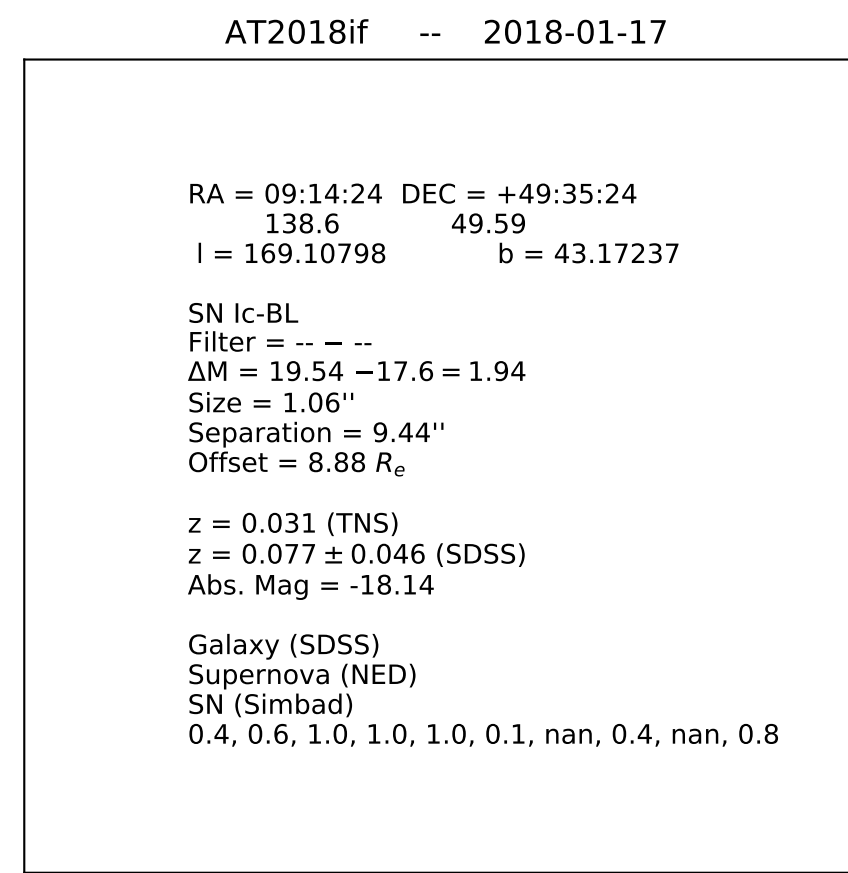 AT2018if -- 2018-01-17
RA = 09:14:24 DEC = +49:35:24
138.6 49.59
l = 169.10798 b = 43.17237
SN Ic-BL
Filter = -- − --
ΔM = 19.54 −17.6 = 1.94
Size = 1.06''
Separation = 9.44''
Offset = 8.88 Rₑ
z = 0.031 (TNS)
z = 0.077 ± 0.046 (SDSS)
Abs. Mag = -18.14
Galaxy (SDSS)
Supernova (NED)
SN (Simbad)
0.4, 0.6, 1.0, 1.0, 1.0, 0.1, nan, 0.4, nan, 0.8